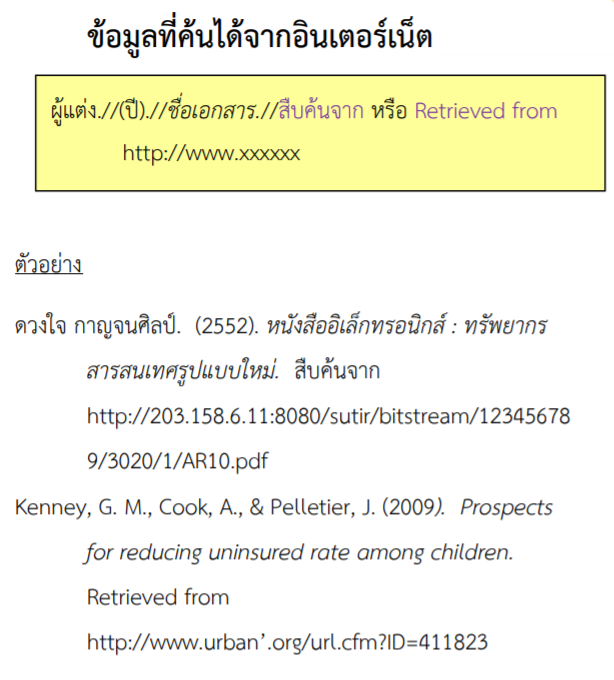 ข้อมูลที่ค้นได้จากอินเตอร์เน็ต
ผู้แต่ง.//(ปี).//ชื่อเอกสาร.//สืบค้นจาก หรือ Retrieved from
http://www.xxxxxx
ตัวอย่าง
ดวงใจ กาญจนศิลป์. (2552). หนังสืออิเล็กทรอนิกส์ : ทรัพยากร
สารสนเทศรูปแบบใหม่. สืบค้นจาก
http://203.158.6.11:8080/sutir/bitstream/12345678
9/3020/1/AR10.pdf
Kenney, G. M., Cook, A., & Pelletier, J. (2009). Prospects
for reducing uninsured rate among children.
Retrieved from
http://www.urban’.org/url.cfm?ID=411823